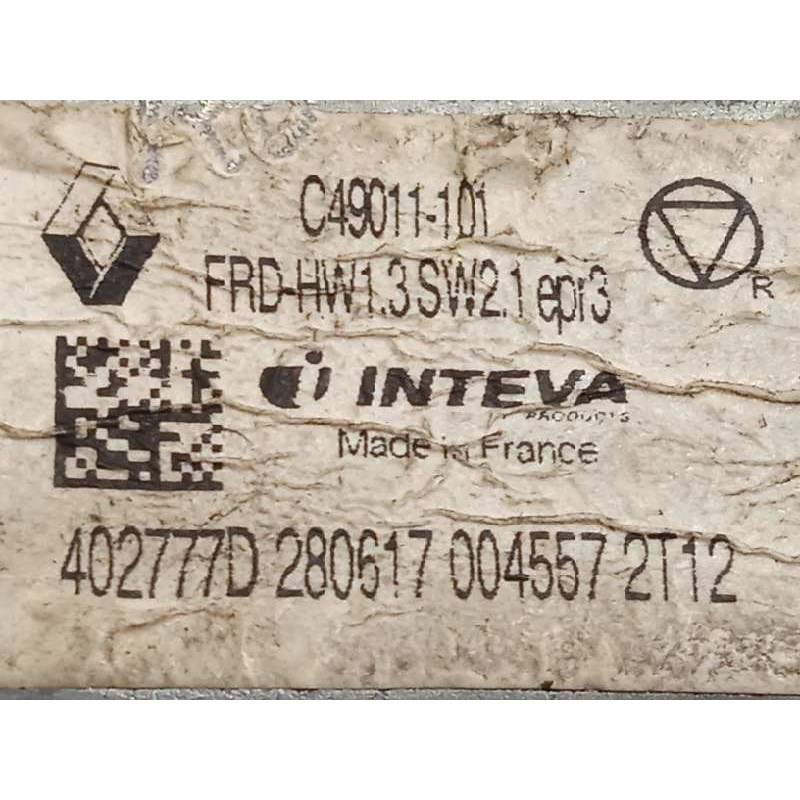 C49011-101
FRD-HW1.3 SW2.1 epr3
R
INTEVA
PRODUCTS
Made in France
402777D 280617 004557 2T12